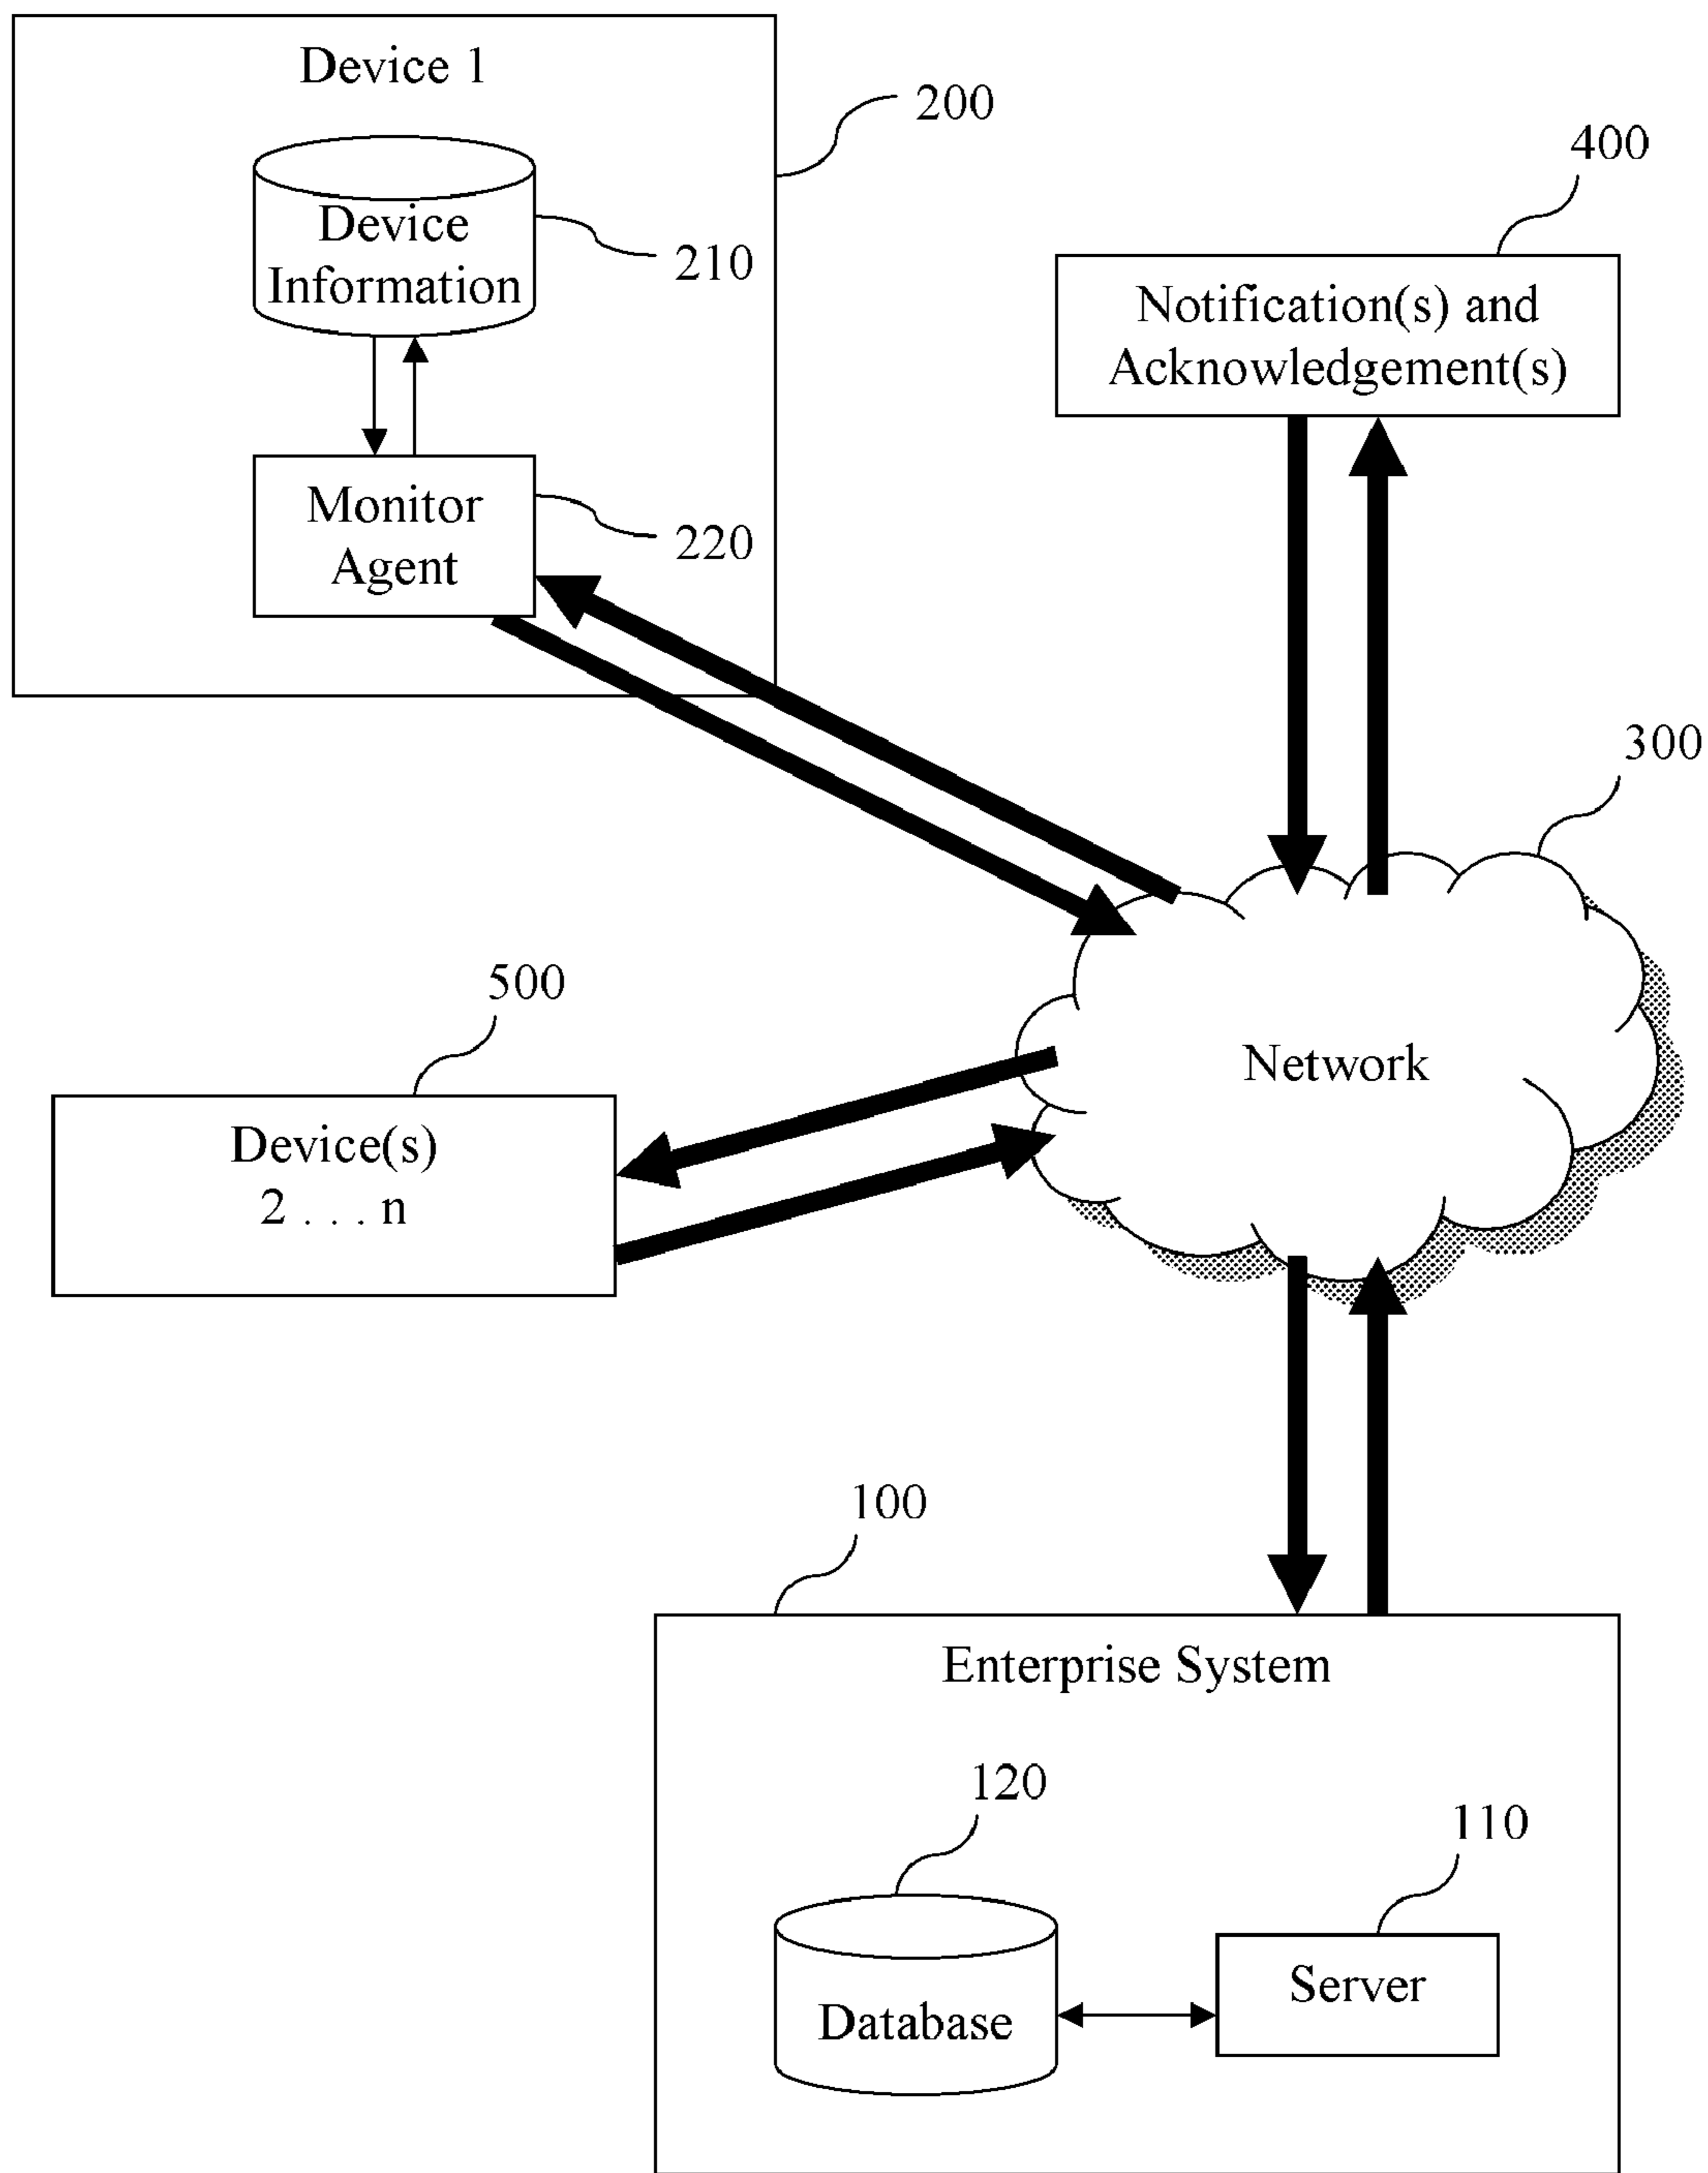 Device 1
200
Device
Information
210
Monitor
Agent
220
400
Notification(s) and
Acknowledgement(s)
300
Network
500
Device(s)
2 . . . n
100
Enterprise System
120
Database
110
Server